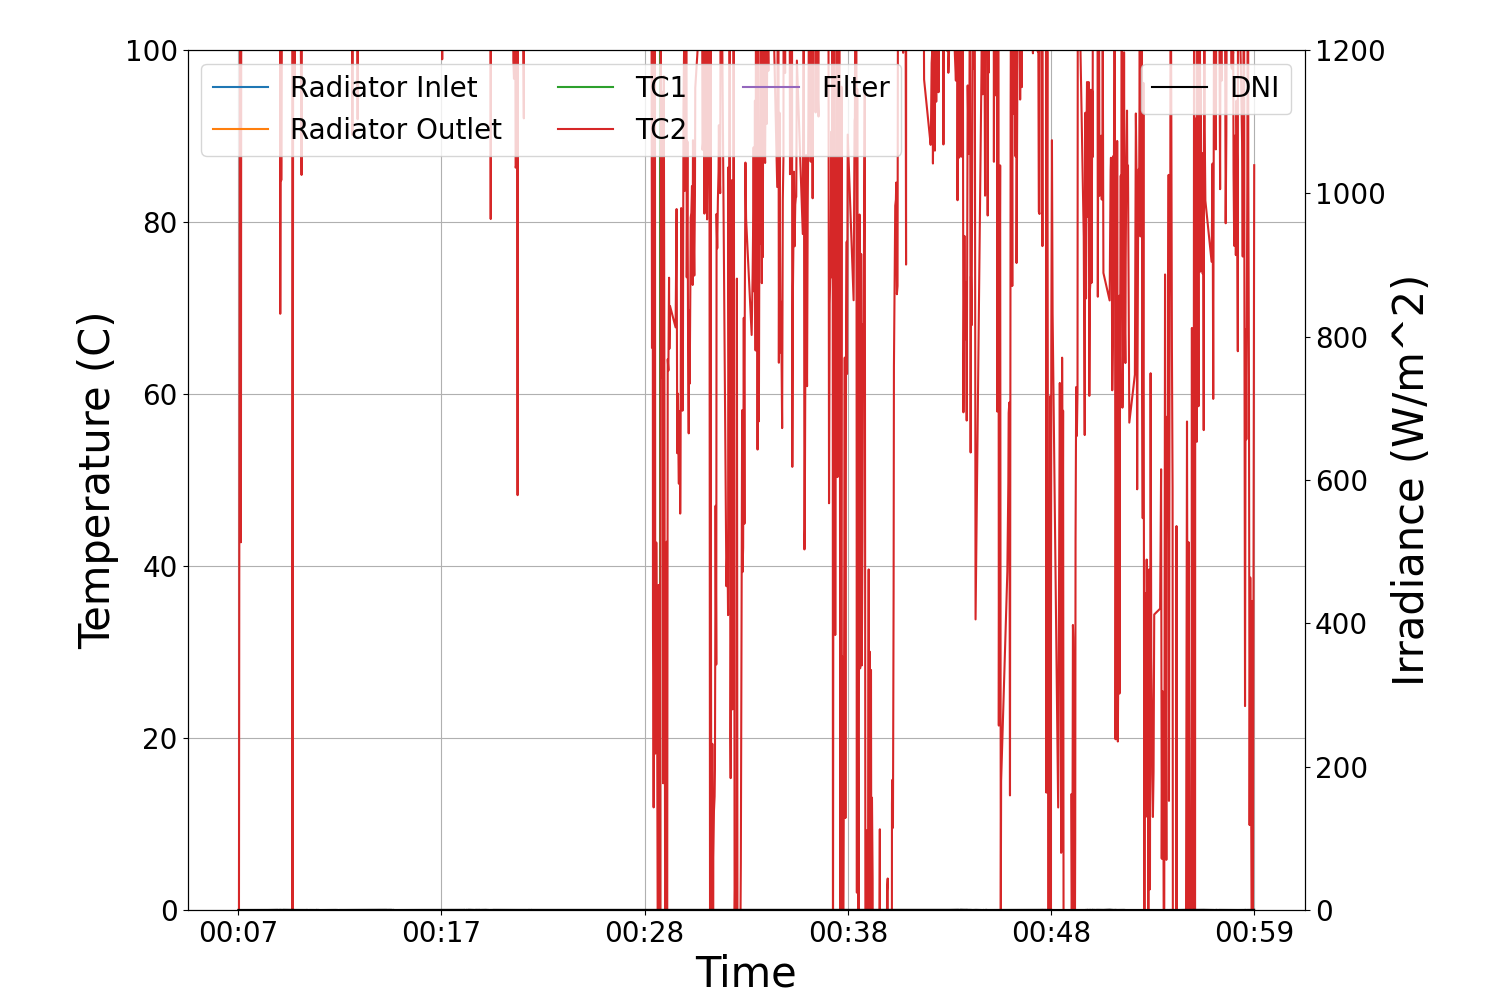 100
80
60
40
20
0
Temperature (C)
Radiator Inlet
Radiator Outlet
TC1
TC2
Filter
DNI
1200
1000
800
600
400
200
0
Irradiance (W/m^2)
00:07 00:17 00:28 00:38 00:48 00:59
Time